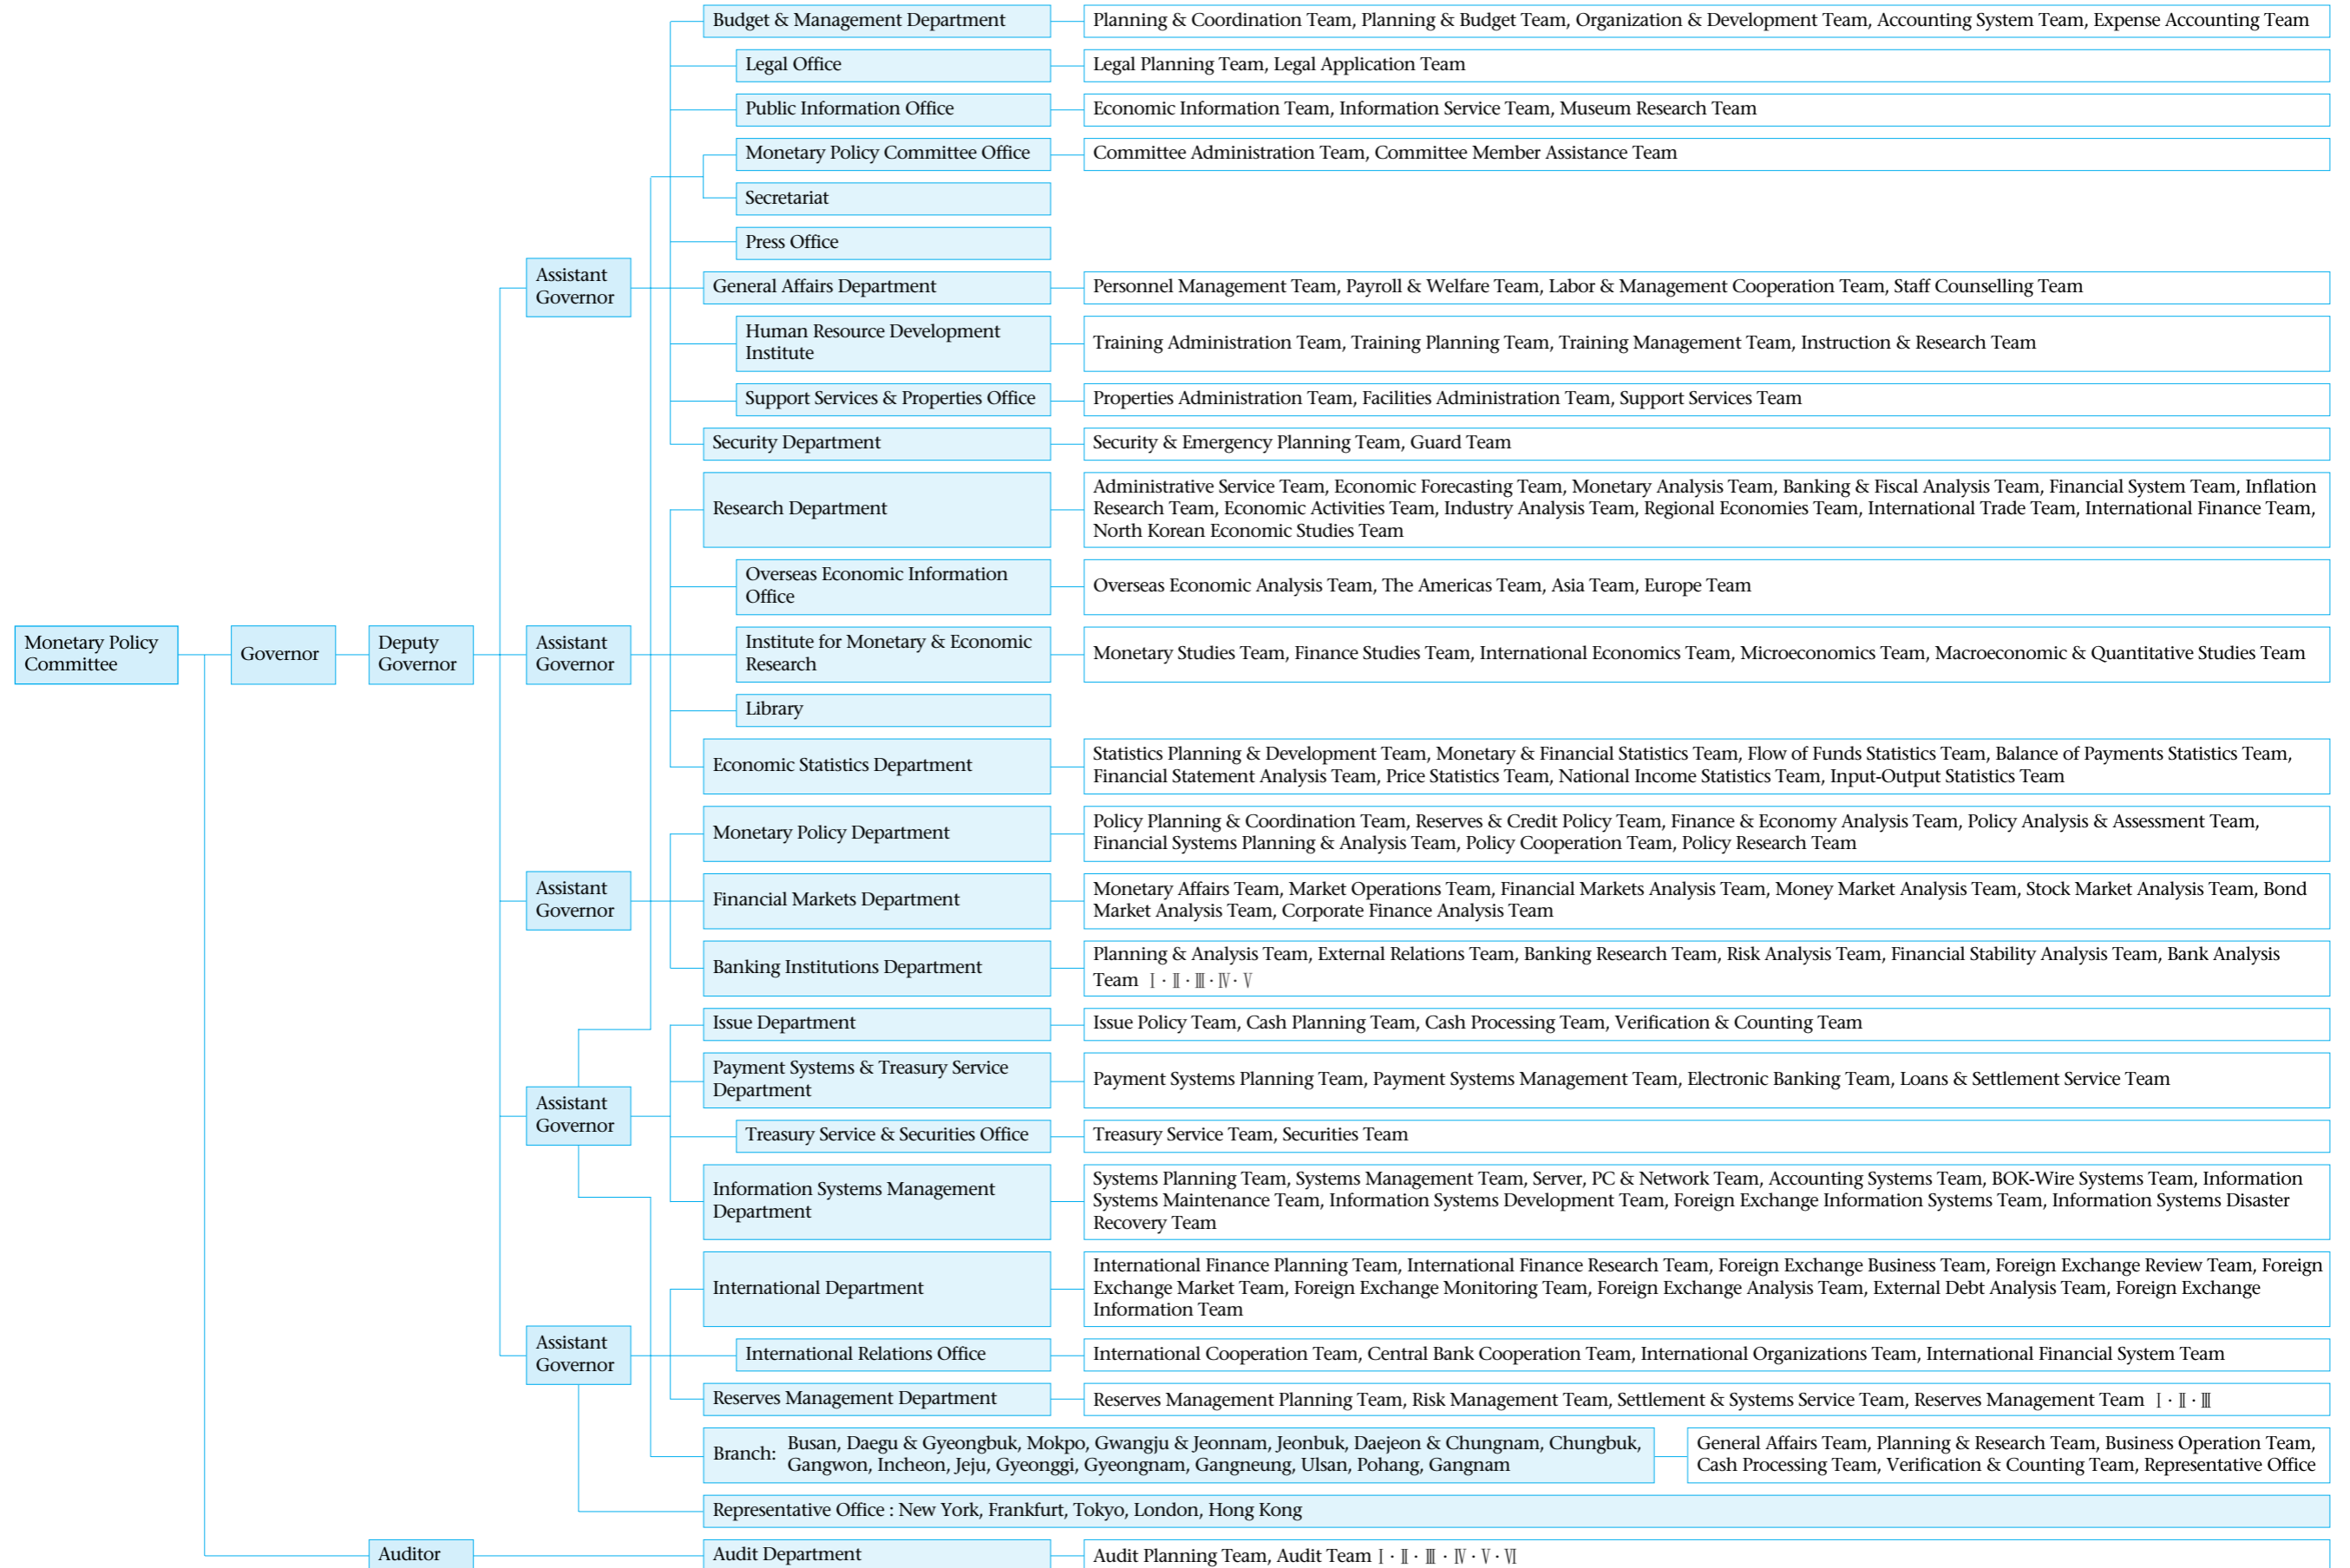 Budget & Management Department
Planning & Coordination Team, Planning & Budget Team, Organization & Development Team, Accounting System Team, Expense Accounting Team
Legal Office
Legal Planning Team, Legal Application Team
Public Information Office
Economic Information Team, Information Service Team, Museum Research Team
Monetary Policy Committee Office
Committee Administration Team, Committee Member Assistance Team
Secretariat
Press Office
Assistant
Governor
General Affairs Department
Personnel Management Team, Payroll & Welfare Team, Labor & Management Cooperation Team, Staff Counselling Team
Human Resource Development
Institute
Training Administration Team, Training Planning Team, Training Management Team, Instruction & Research Team
Support Services & Properties Office
Properties Administration Team, Facilities Administration Team, Support Services Team
Security Department
Security & Emergency Planning Team, Guard Team
Research Department
Administrative Service Team, Economic Forecasting Team, Monetary Analysis Team, Banking & Fiscal Analysis Team, Financial System Team, Inflation
Research Team, Economic Activities Team, Industry Analysis Team, Regional Economies Team, International Trade Team, International Finance Team,
North Korean Economic Studies Team
Overseas Economic Information
Office
Overseas Economic Analysis Team, The Americas Team, Asia Team, Europe Team
Monetary Policy
Committee
Governor
Deputy
Governor
Assistant
Governor
Institute for Monetary & Economic
Research
Monetary Studies Team, Finance Studies Team, International Economics Team, Microeconomics Team, Macroeconomic & Quantitative Studies Team
Library
Economic Statistics Department
Statistics Planning & Development Team, Monetary & Financial Statistics Team, Flow of Funds Statistics Team, Balance of Payments Statistics Team,
Financial Statement Analysis Team, Price Statistics Team, National Income Statistics Team, Input-Output Statistics Team
Monetary Policy Department
Policy Planning & Coordination Team, Reserves & Credit Policy Team, Finance & Economy Analysis Team, Policy Analysis & Assessment Team,
Financial Systems Planning & Analysis Team, Policy Cooperation Team, Policy Research Team
Assistant
Governor
Financial Markets Department
Monetary Affairs Team, Market Operations Team, Financial Markets Analysis Team, Money Market Analysis Team, Stock Market Analysis Team, Bond
Market Analysis Team, Corporate Finance Analysis Team
Banking Institutions Department
Planning & Analysis Team, External Relations Team, Banking Research Team, Risk Analysis Team, Financial Stability Analysis Team, Bank Analysis
Team Ⅰ·Ⅱ·Ⅲ·Ⅳ·Ⅴ
Issue Department
Issue Policy Team, Cash Planning Team, Cash Processing Team, Verification & Counting Team
Payment Systems & Treasury Service
Department
Payment Systems Planning Team, Payment Systems Management Team, Electronic Banking Team, Loans & Settlement Service Team
Assistant
Governor
Treasury Service & Securities Office
Treasury Service Team, Securities Team
Information Systems Management
Department
Systems Planning Team, Systems Management Team, Server, PC & Network Team, Accounting Systems Team, BOK-Wire Systems Team, Information
Systems Maintenance Team, Information Systems Development Team, Foreign Exchange Information Systems Team, Information Systems Disaster
Recovery Team
International Department
International Finance Planning Team, International Finance Research Team, Foreign Exchange Business Team, Foreign Exchange Review Team, Foreign
Exchange Market Team, Foreign Exchange Monitoring Team, Foreign Exchange Analysis Team, External Debt Analysis Team, Foreign Exchange
Information Team
Assistant
Governor
International Relations Office
International Cooperation Team, Central Bank Cooperation Team, International Organizations Team, International Financial System Team
Reserves Management Department
Reserves Management Planning Team, Risk Management Team, Settlement & Systems Service Team, Reserves Management Team Ⅰ·Ⅱ·Ⅲ
Branch: Busan, Daegu & Gyeongbuk, Mokpo, Gwangju & Jeonnam, Jeonbuk, Daejeon & Chungnam, Chungbuk,
Gangwon, Incheon, Jeju, Gyeonggi, Gyeongnam, Gangneung, Ulsan, Pohang, Gangnam
General Affairs Team, Planning & Research Team, Business Operation Team,
Cash Processing Team, Verification & Counting Team, Representative Office
Representative Office : New York, Frankfurt, Tokyo, London, Hong Kong
Auditor
Audit Department
Audit Planning Team, Audit Team Ⅰ·Ⅱ·Ⅲ·Ⅳ·Ⅴ·Ⅵ